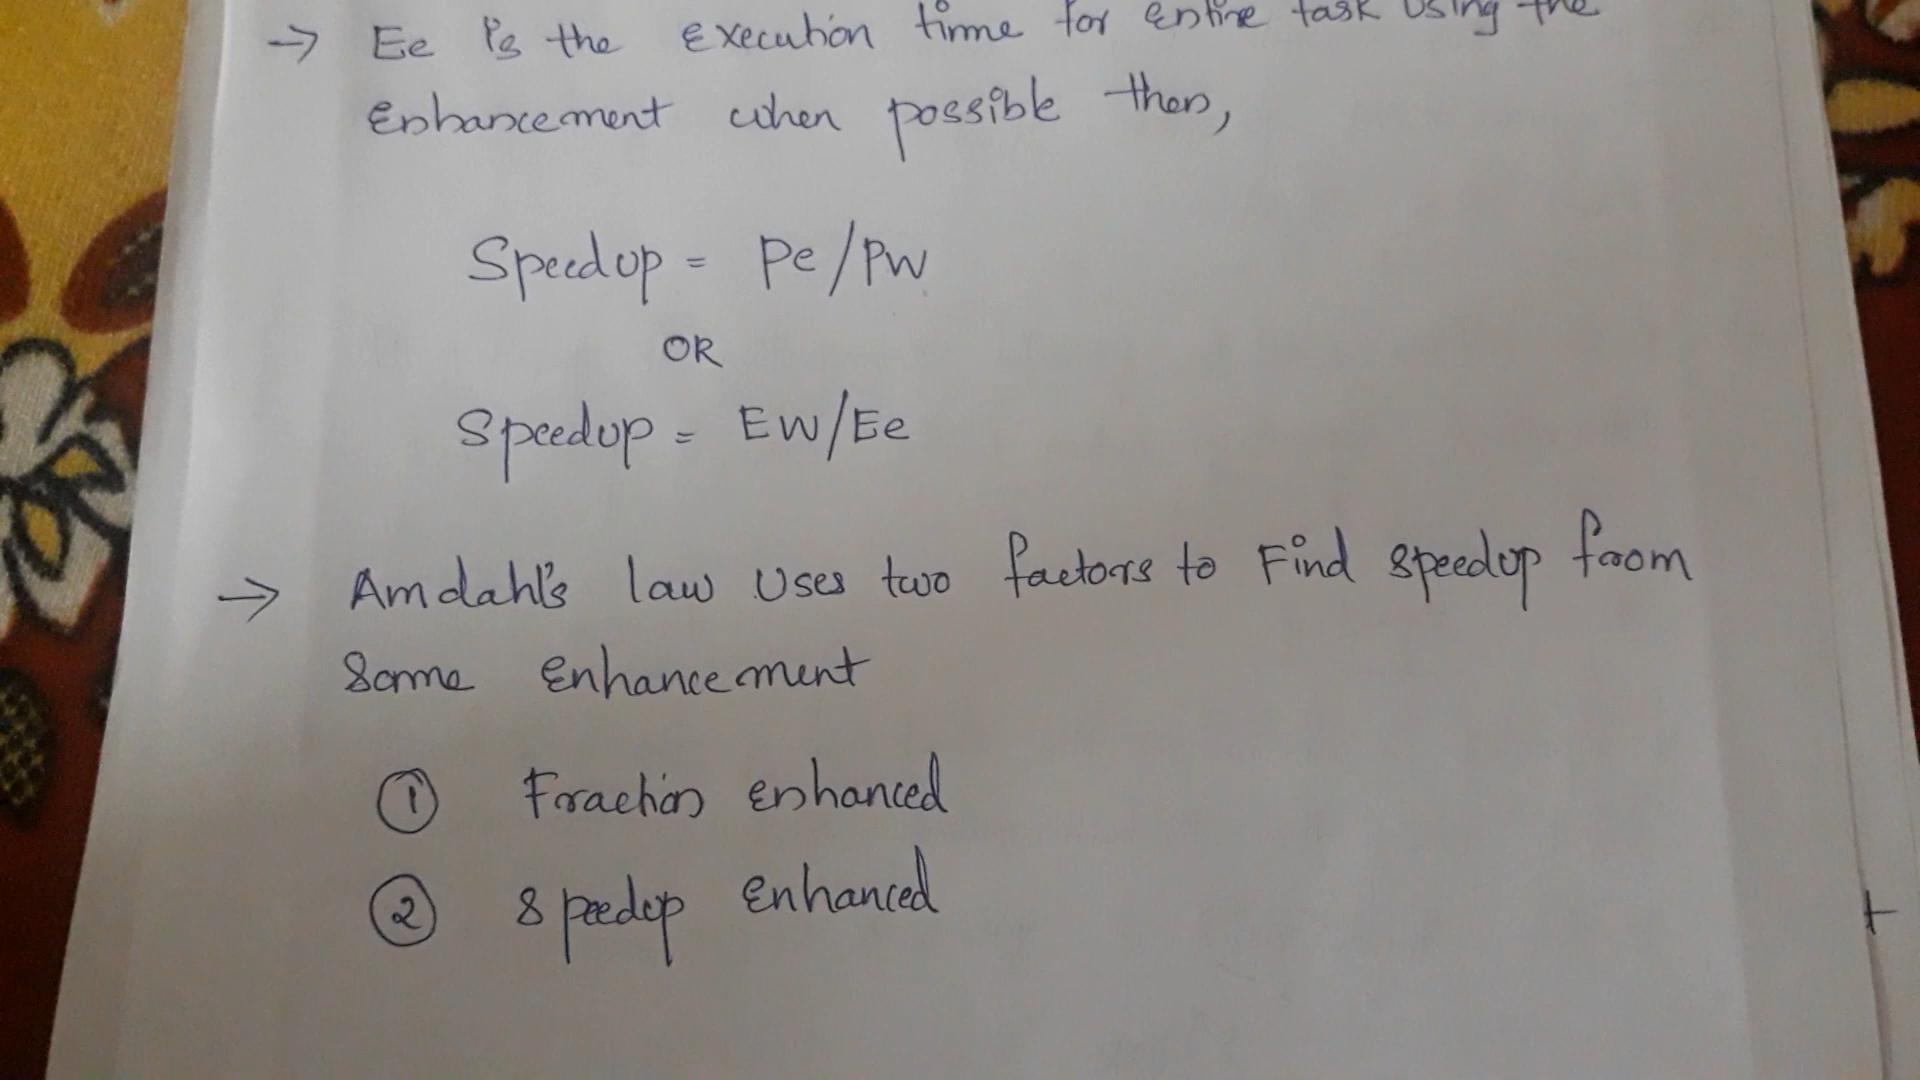 → Ee is the execution time for entire task using the
enhancement when possible then,
Speedup = Pe/Pw
OR
Speedup = Ew/Ee
→ Amdahl's law uses two factors to Find speedup from
some enhancement
① Fraction enhanced
② speedup enhanced